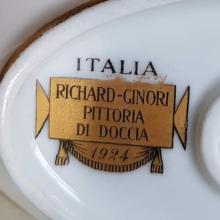 ITALIA
RICHARD-GINORI
PITTORIA
DI DOCCIA
1924